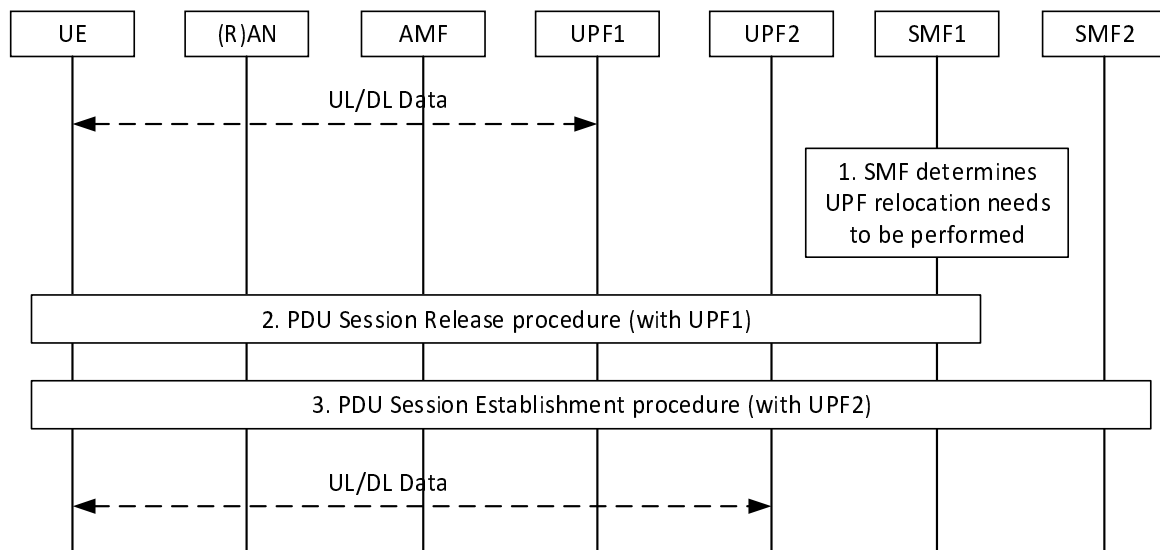 UE
(R)AN
AMF
UPF1
UPF2
SMF1
SMF2
UL/DL Data
1. SMF determines
UPF relocation needs
to be performed
2. PDU Session Release procedure (with UPF1)
3. PDU Session Establishment procedure (with UPF2)
UL/DL Data